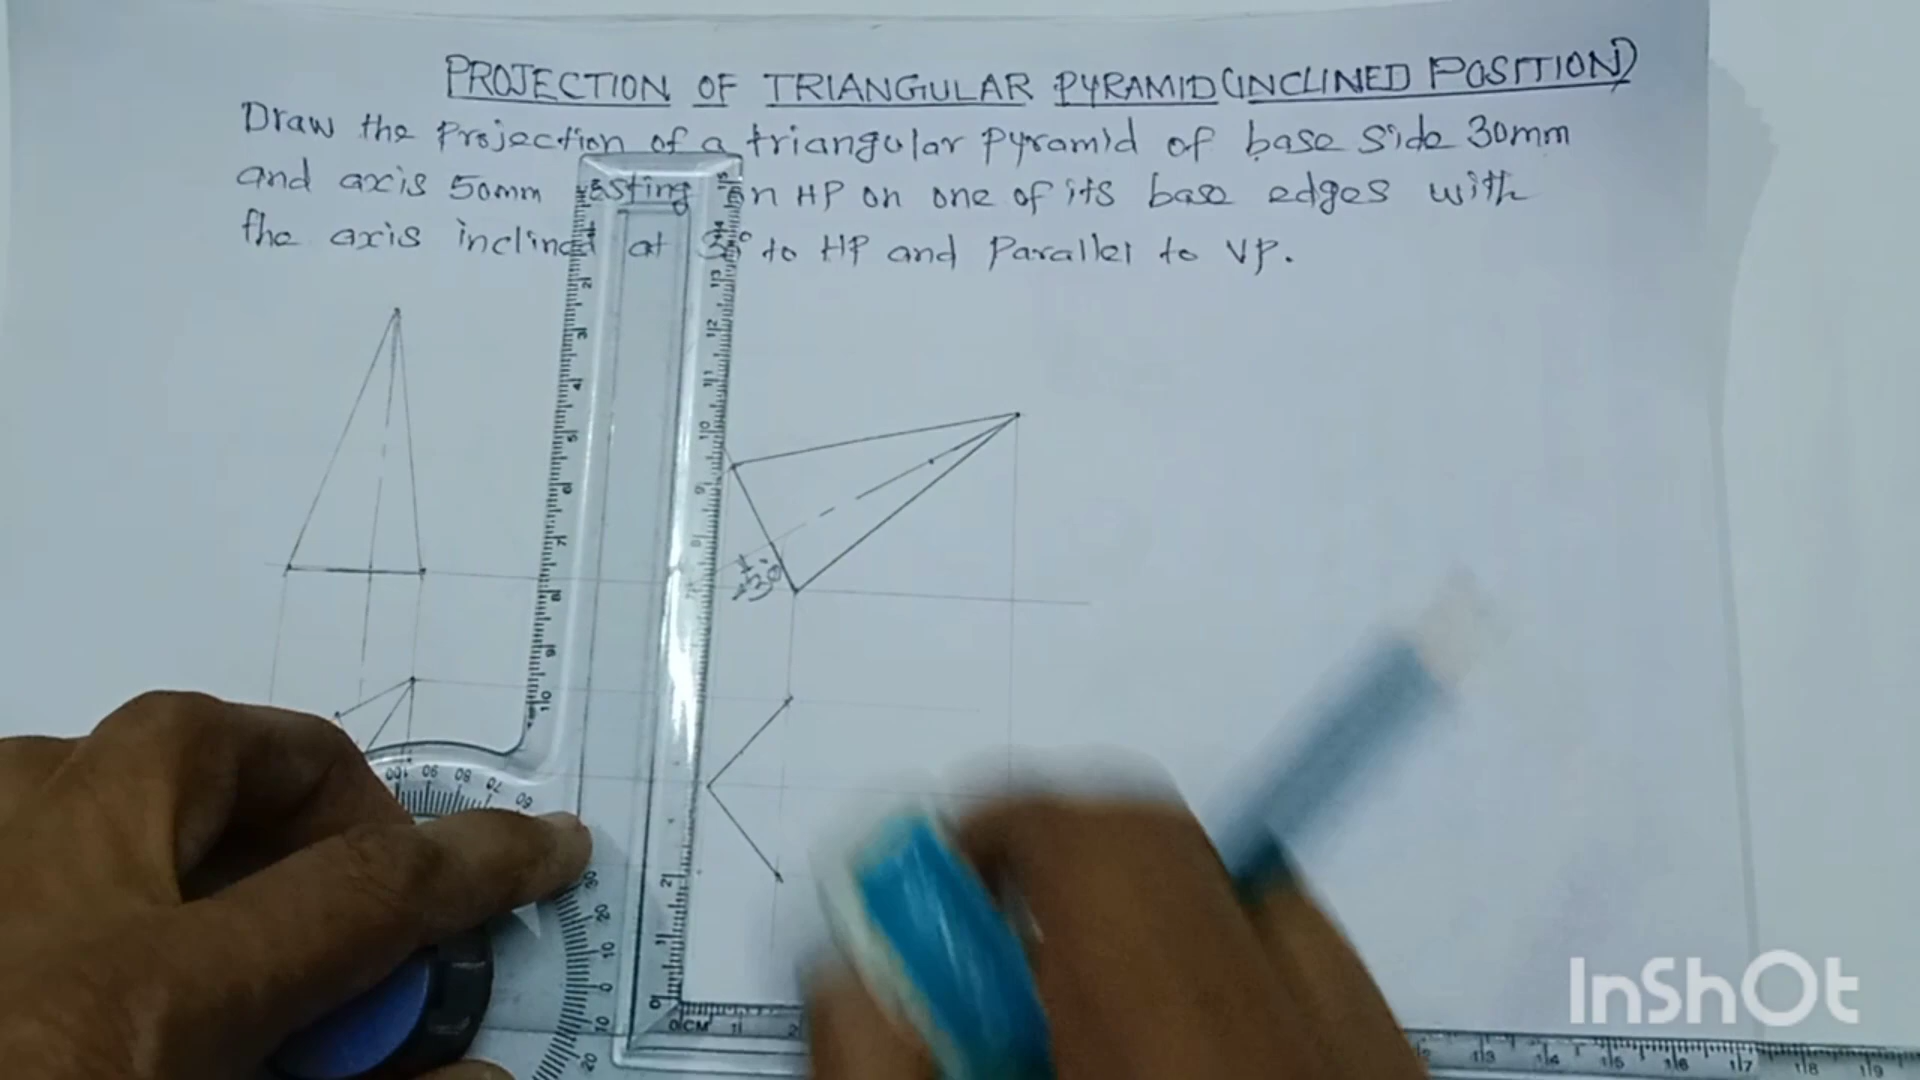 PROJECTION OF TRIANGULAR PYRAMID (INCLINED POSITION)
Draw the projection of a triangular pyramid of base side 30mm
and axis 50mm resting on HP on one of its base edges with
the axis inclined at 30° to HP and parallel to VP.
30°
InShOt